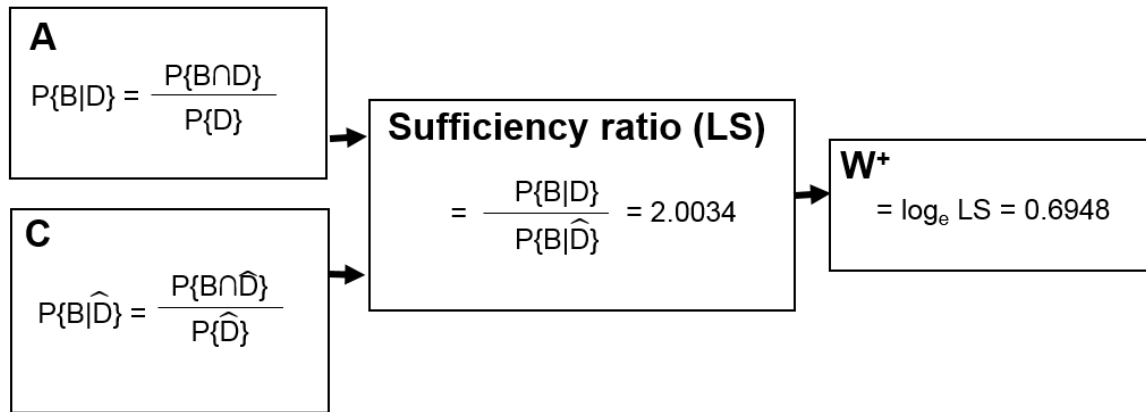 A
P{B|D} = P{B∩D}
P{D}
C
P{B|D̂} = P{B∩D̂}
P{D̂}
Sufficiency ratio (LS)
= P{B|D} = 2.0034
P{B|D̂}
W⁺
= logₑ LS = 0.6948